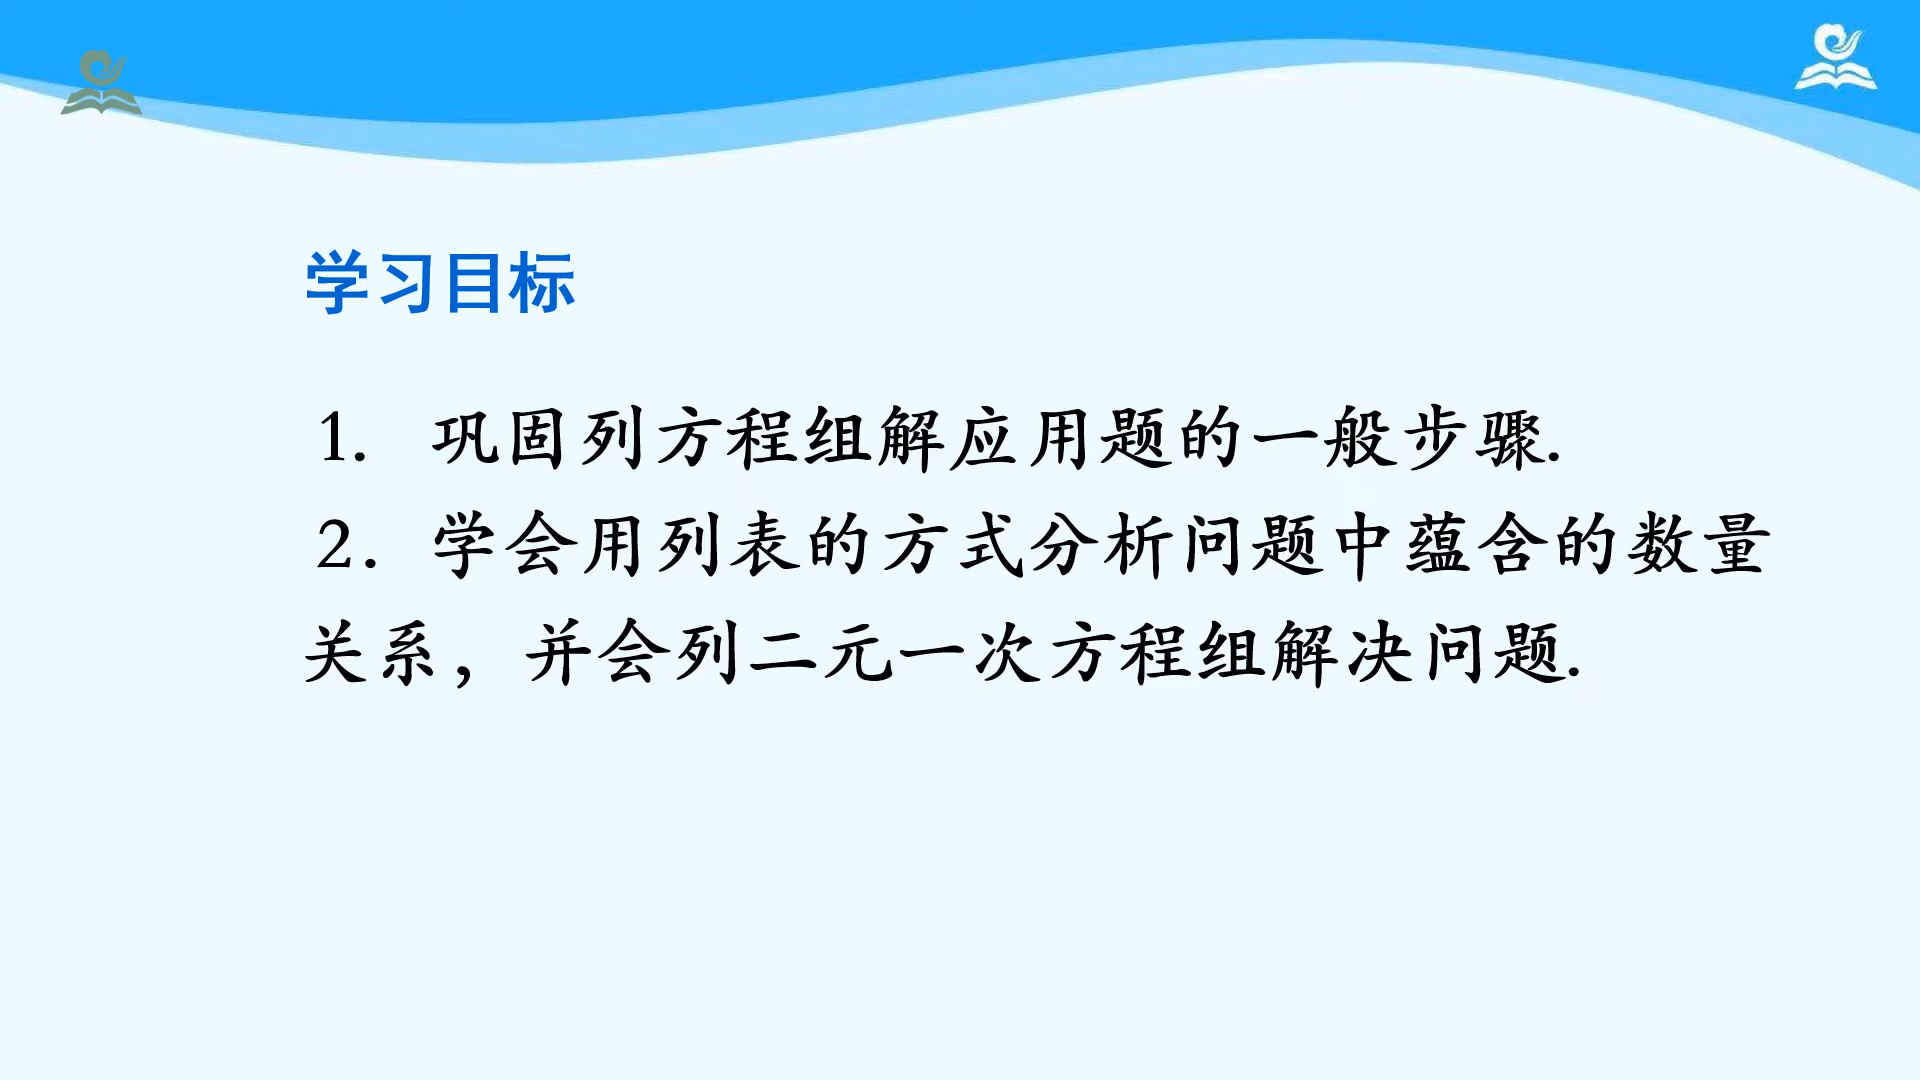 学习目标
1. 巩固列方程组解应用题的一般步骤.
2. 学会用列表的方式分析问题中蕴含的数量
关系，并会列二元一次方程组解决问题.